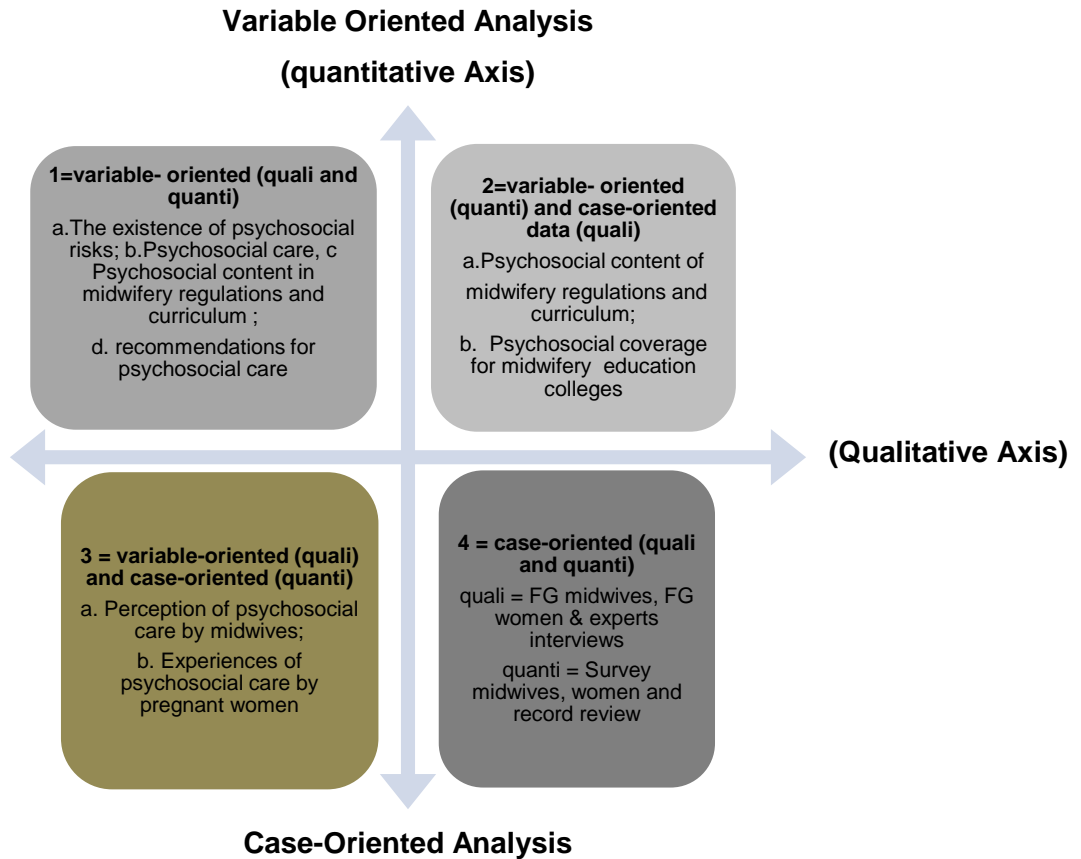 Variable Oriented Analysis
(quantitative Axis)
1=variable- oriented (quali and
quanti)
a.The existence of psychosocial
risks; b.Psychosocial care, c
Psychosocial content in
midwifery regulations and
curriculum ;
d. recommendations for
psychosocial care
2=variable- oriented
(quanti) and case-oriented
data (quali)
a.Psychosocial content of
midwifery regulations and
curriculum;
b. Psychosocial coverage
for midwifery education
colleges
(Qualitative Axis)
3 = variable-oriented (quali)
and case-oriented (quanti)
a. Perception of psychosocial
care by midwives;
b. Experiences of
psychosocial care by
pregnant women
4 = case-oriented (quali
and quanti)
quali = FG midwives, FG
women & experts
interviews
quanti = Survey
midwives, women and
record review
Case-Oriented Analysis